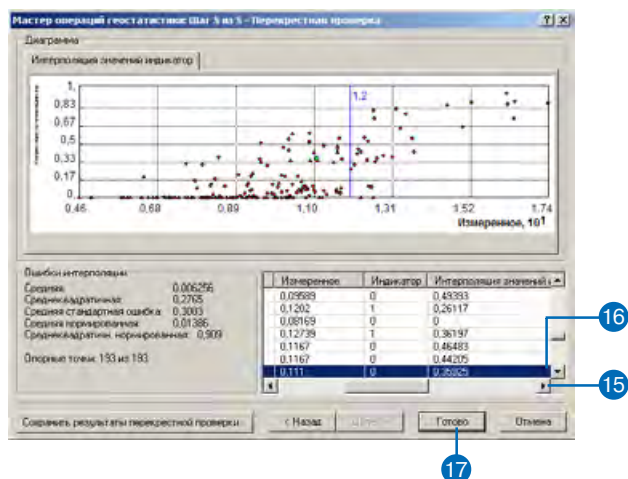 Мастер операций геостатистики: Шаг 5 из 5 - Перекрестная проверка
Диаграмма
Интерполяция значений индикатор
1,
0,83
0,67
0,5
0,33
0,17
0
1,2
0,46 0,68 0,89 1,10 1,31 1,52 1,74
Измеренное, 10¹
Ошибки интерполяции
Средняя: 0,006256
Среднеквадратичная: 0,2765
Средняя стандартная ошибка: 0,3003
Средняя нормированная: 0,01386
Среднеквадратичн. нормированная: 0,909
Опорные точки: 193 из 193
Измеренное Индикатор Интерполяция значений
0,09589 0 0,49393
0,1202 1 0,26117
0,08169 0 0
0,12739 1 0,36197
0,1167 0 0,46483
0,1167 0 0,44205
0,111 0 0,35925
16
15
Сохранить результаты перекрестной проверки
< Назад Готово Отмена
17